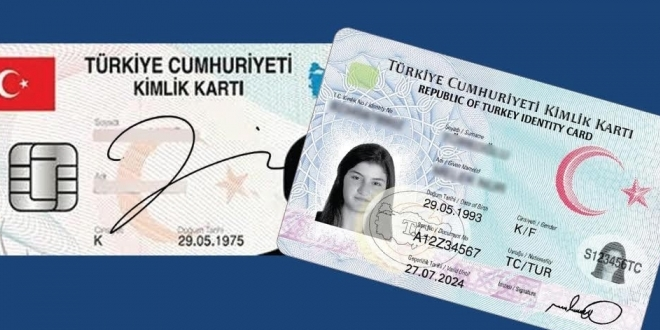 TÜRKİYE CUMHURİYETİ
KİMLİK KARTI
Soyadı
Adı
Cinsiyeti
Doğum Tarihi
K
29.05.1975
TÜRKİYE CUMHURİYETİ KİMLİK KARTI
REPUBLIC OF TURKEY IDENTITY CARD
T.C. Kimlik No / Identity No
Soyadı / Surname
Adı / Given Name(s)
Doğum Tarihi / Date of Birth
29.05.1993
Cinsiyeti / Gender
K/F
Document No
A12Z34567
Uyruğu / Nationality
TC/TUR
Geçerlilik Tarihi / Valid Until
27.07.2024
İmzası / Signature
S123456TC